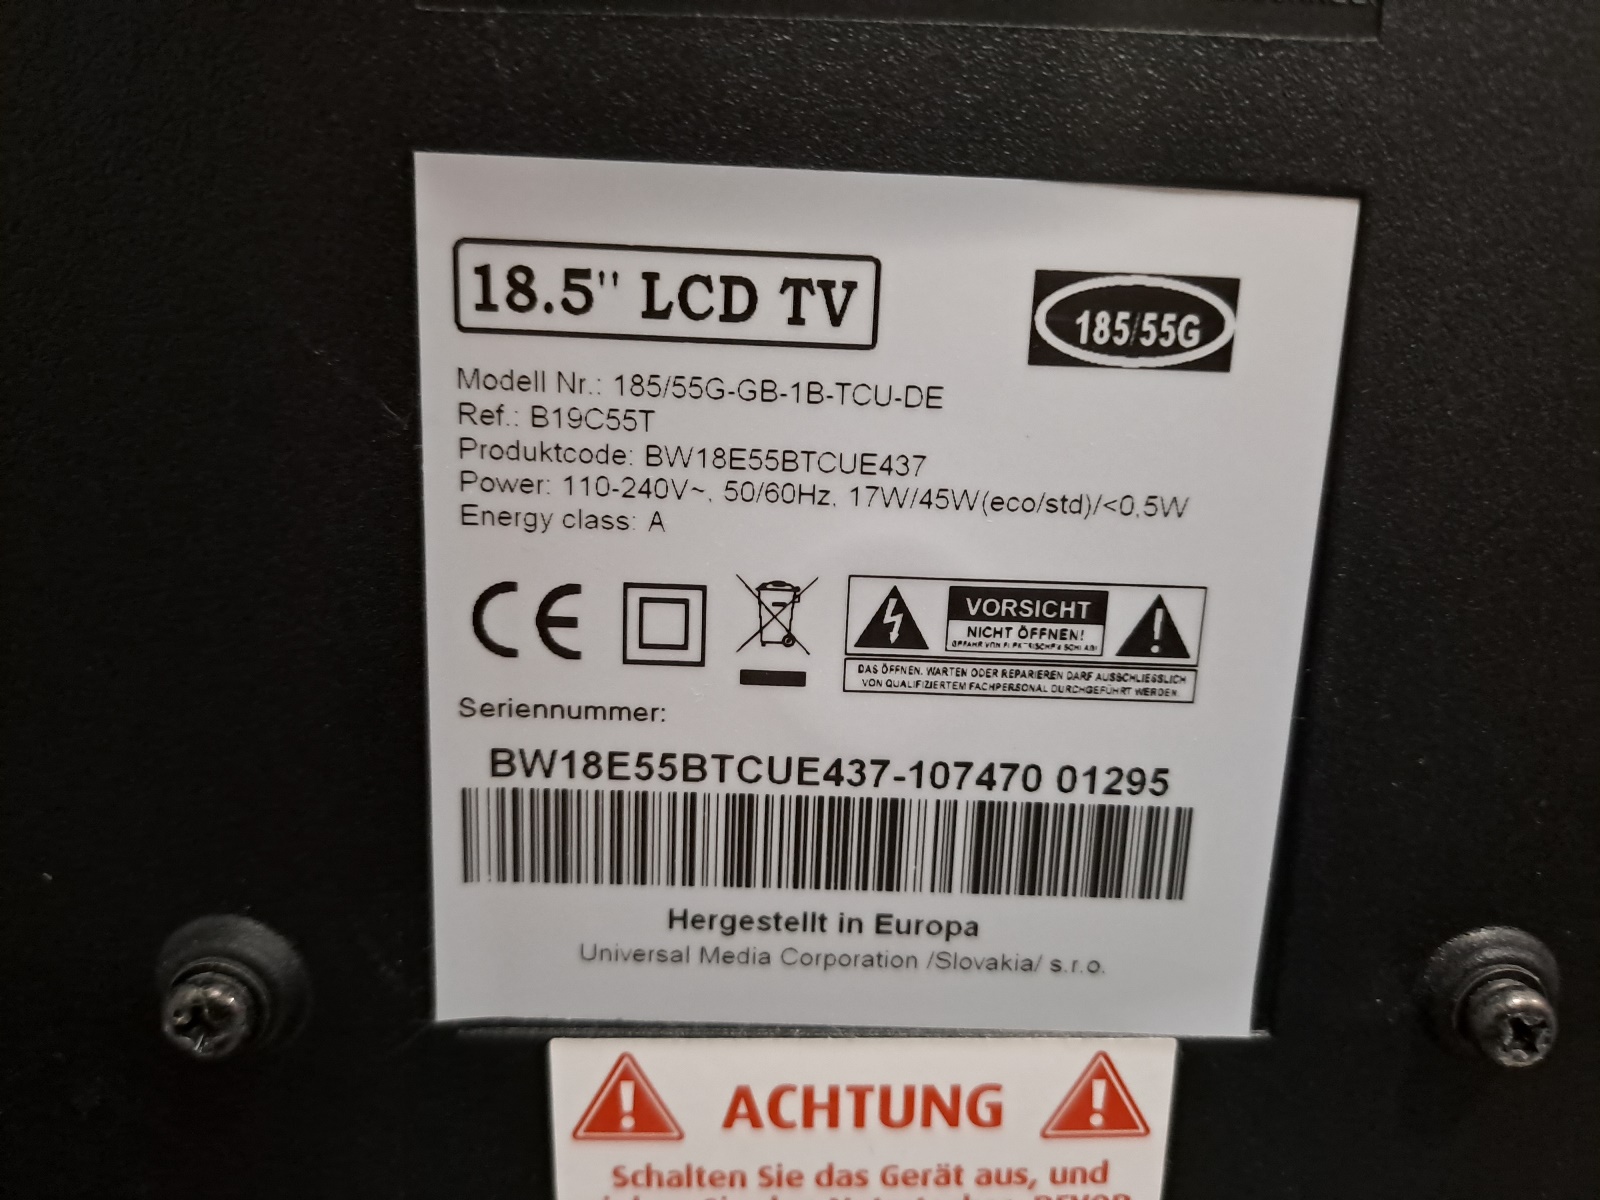 18.5" LCD TV
185/55G
Modell Nr.: 185/55G-GB-1B-TCU-DE
Ref.: B19C55T
Produktcode: BW18E55BTCUE437
Power: 110-240V~, 50/60Hz, 17W/45W(eco/std)/<0,5W
Energy class: A
CE
VORSICHT
NICHT ÖFFNEN!
DAS ÖFFNEN, WARTEN ODER REPARIEREN DARF AUSSCHLIESSLICH
VON QUALIFIZIERTEM FACHPERSONAL DURCHGEFÜHRT WERDEN.
Seriennummer:
BW18E55BTCUE437-107470 01295
Hergestellt in Europa
Universal Media Corporation /Slovakia/ s.r.o.
ACHTUNG
Schalten Sie das Gerät aus, und